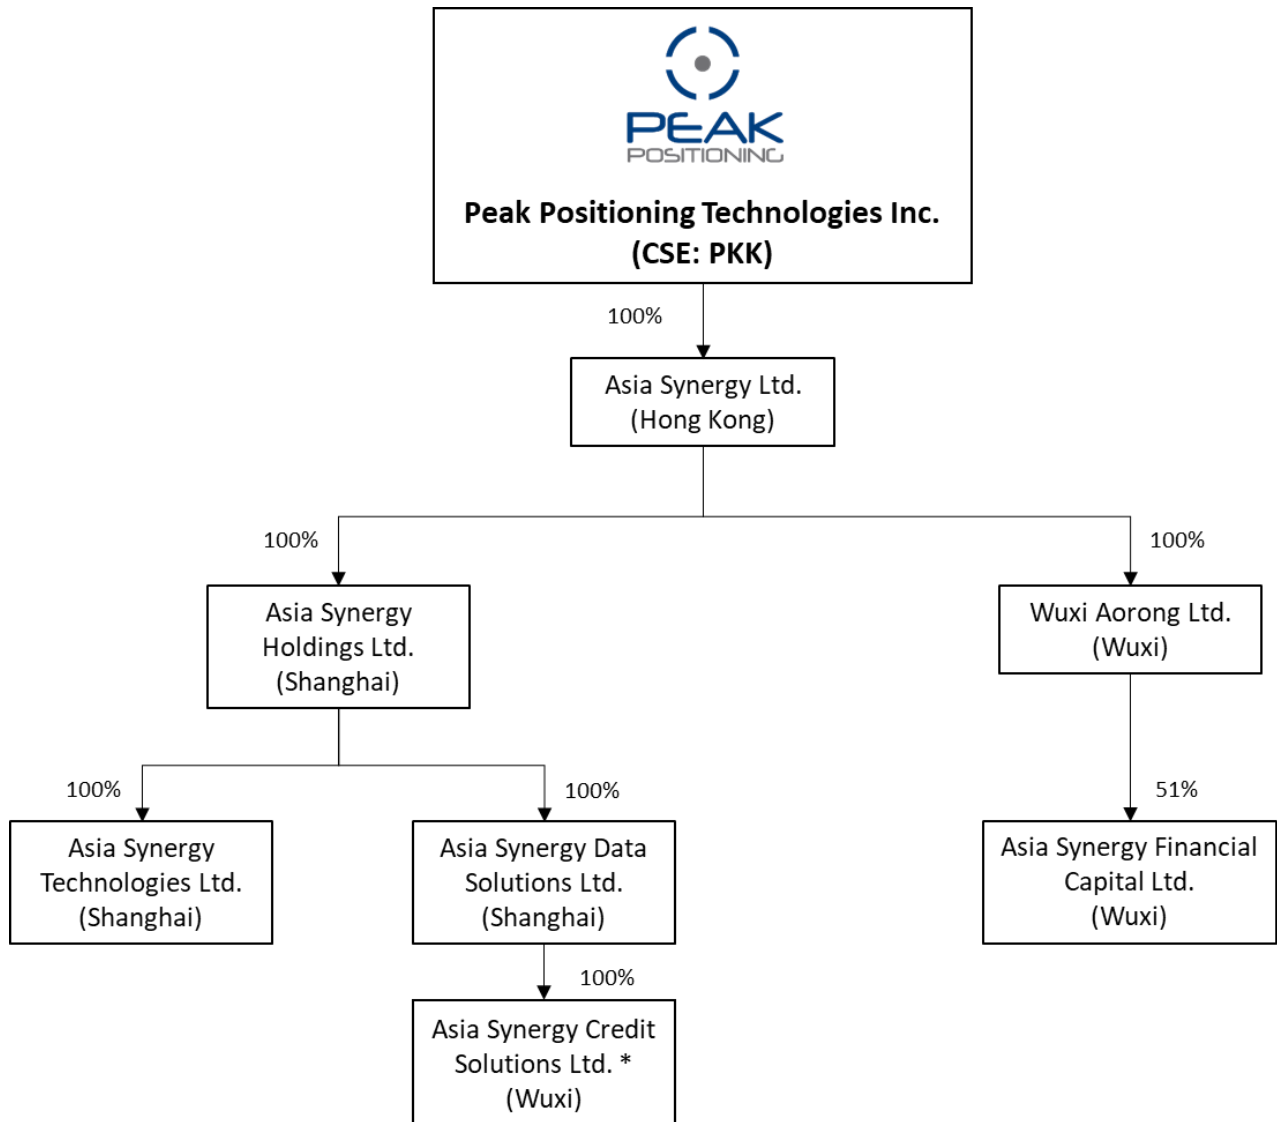 PEAK
POSITIONING
Peak Positioning Technologies Inc.
(CSE: PKK)
100%
Asia Synergy Ltd.
(Hong Kong)
100%
100%
Asia Synergy
Holdings Ltd.
(Shanghai)
Wuxi Aorong Ltd.
(Wuxi)
100%
100%
51%
Asia Synergy
Technologies Ltd.
(Shanghai)
Asia Synergy Data
Solutions Ltd.
(Shanghai)
Asia Synergy Financial
Capital Ltd.
(Wuxi)
100%
Asia Synergy Credit
Solutions Ltd. *
(Wuxi)